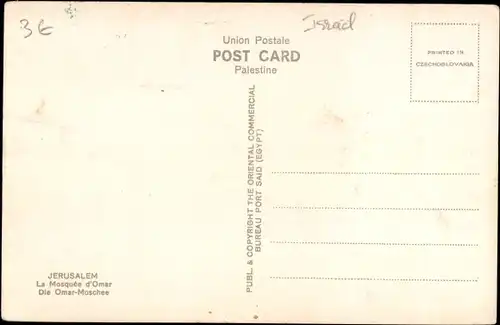 3€
Israel
Union Postale
POST CARD
Palestine
PRINTED IN
CZECHOSLOVAKIA
PUBL. & COPYRIGHT THE ORIENTAL COMMERCIAL
BUREAU PORT SAID (EGYPT)
JERUSALEM
La Mosquée d'Omar
Die Omar-Moschee